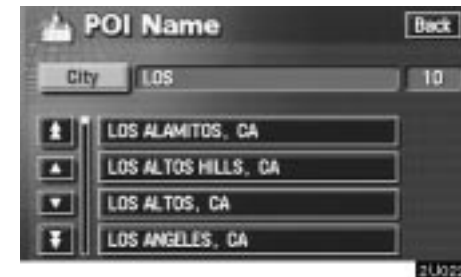 POI Name Back
City LOS 10
LOS ALAMITOS, CA
LOS ALTOS HILLS, CA
LOS ALTOS, CA
LOS ANGELES, CA